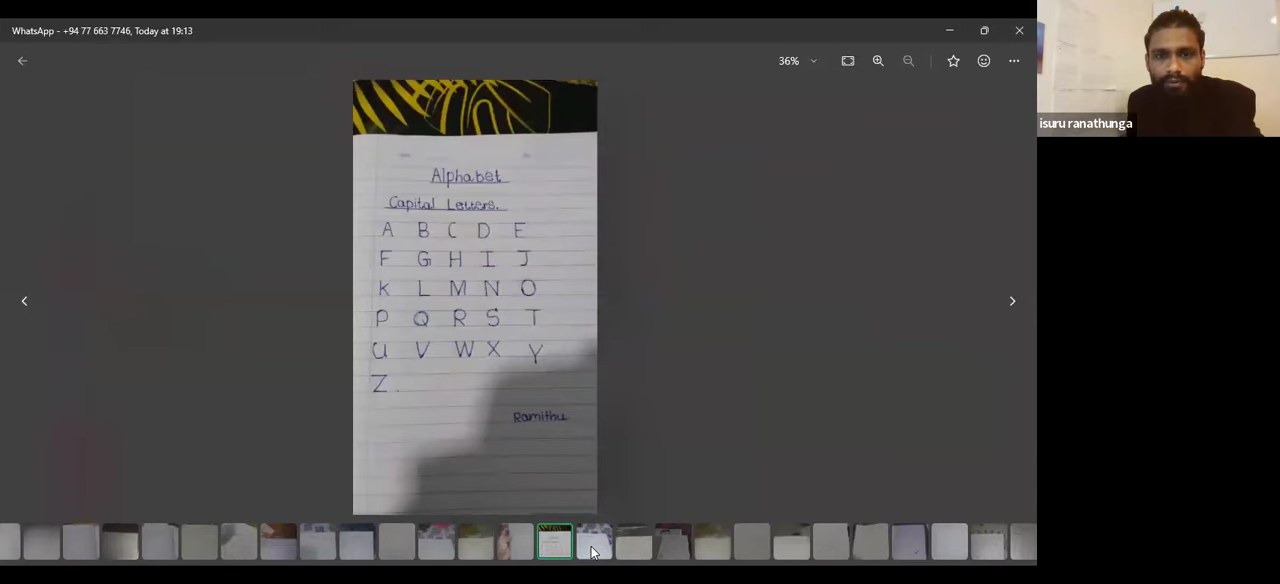 WhatsApp - +94 77 663 7746, Today at 19:13
36%
isuru ranathunga
Alphabet
Capital Letters.
A B C D E
F G H I J
K L M N O
P Q R S T
U V W X Y
Z.
Ramithu